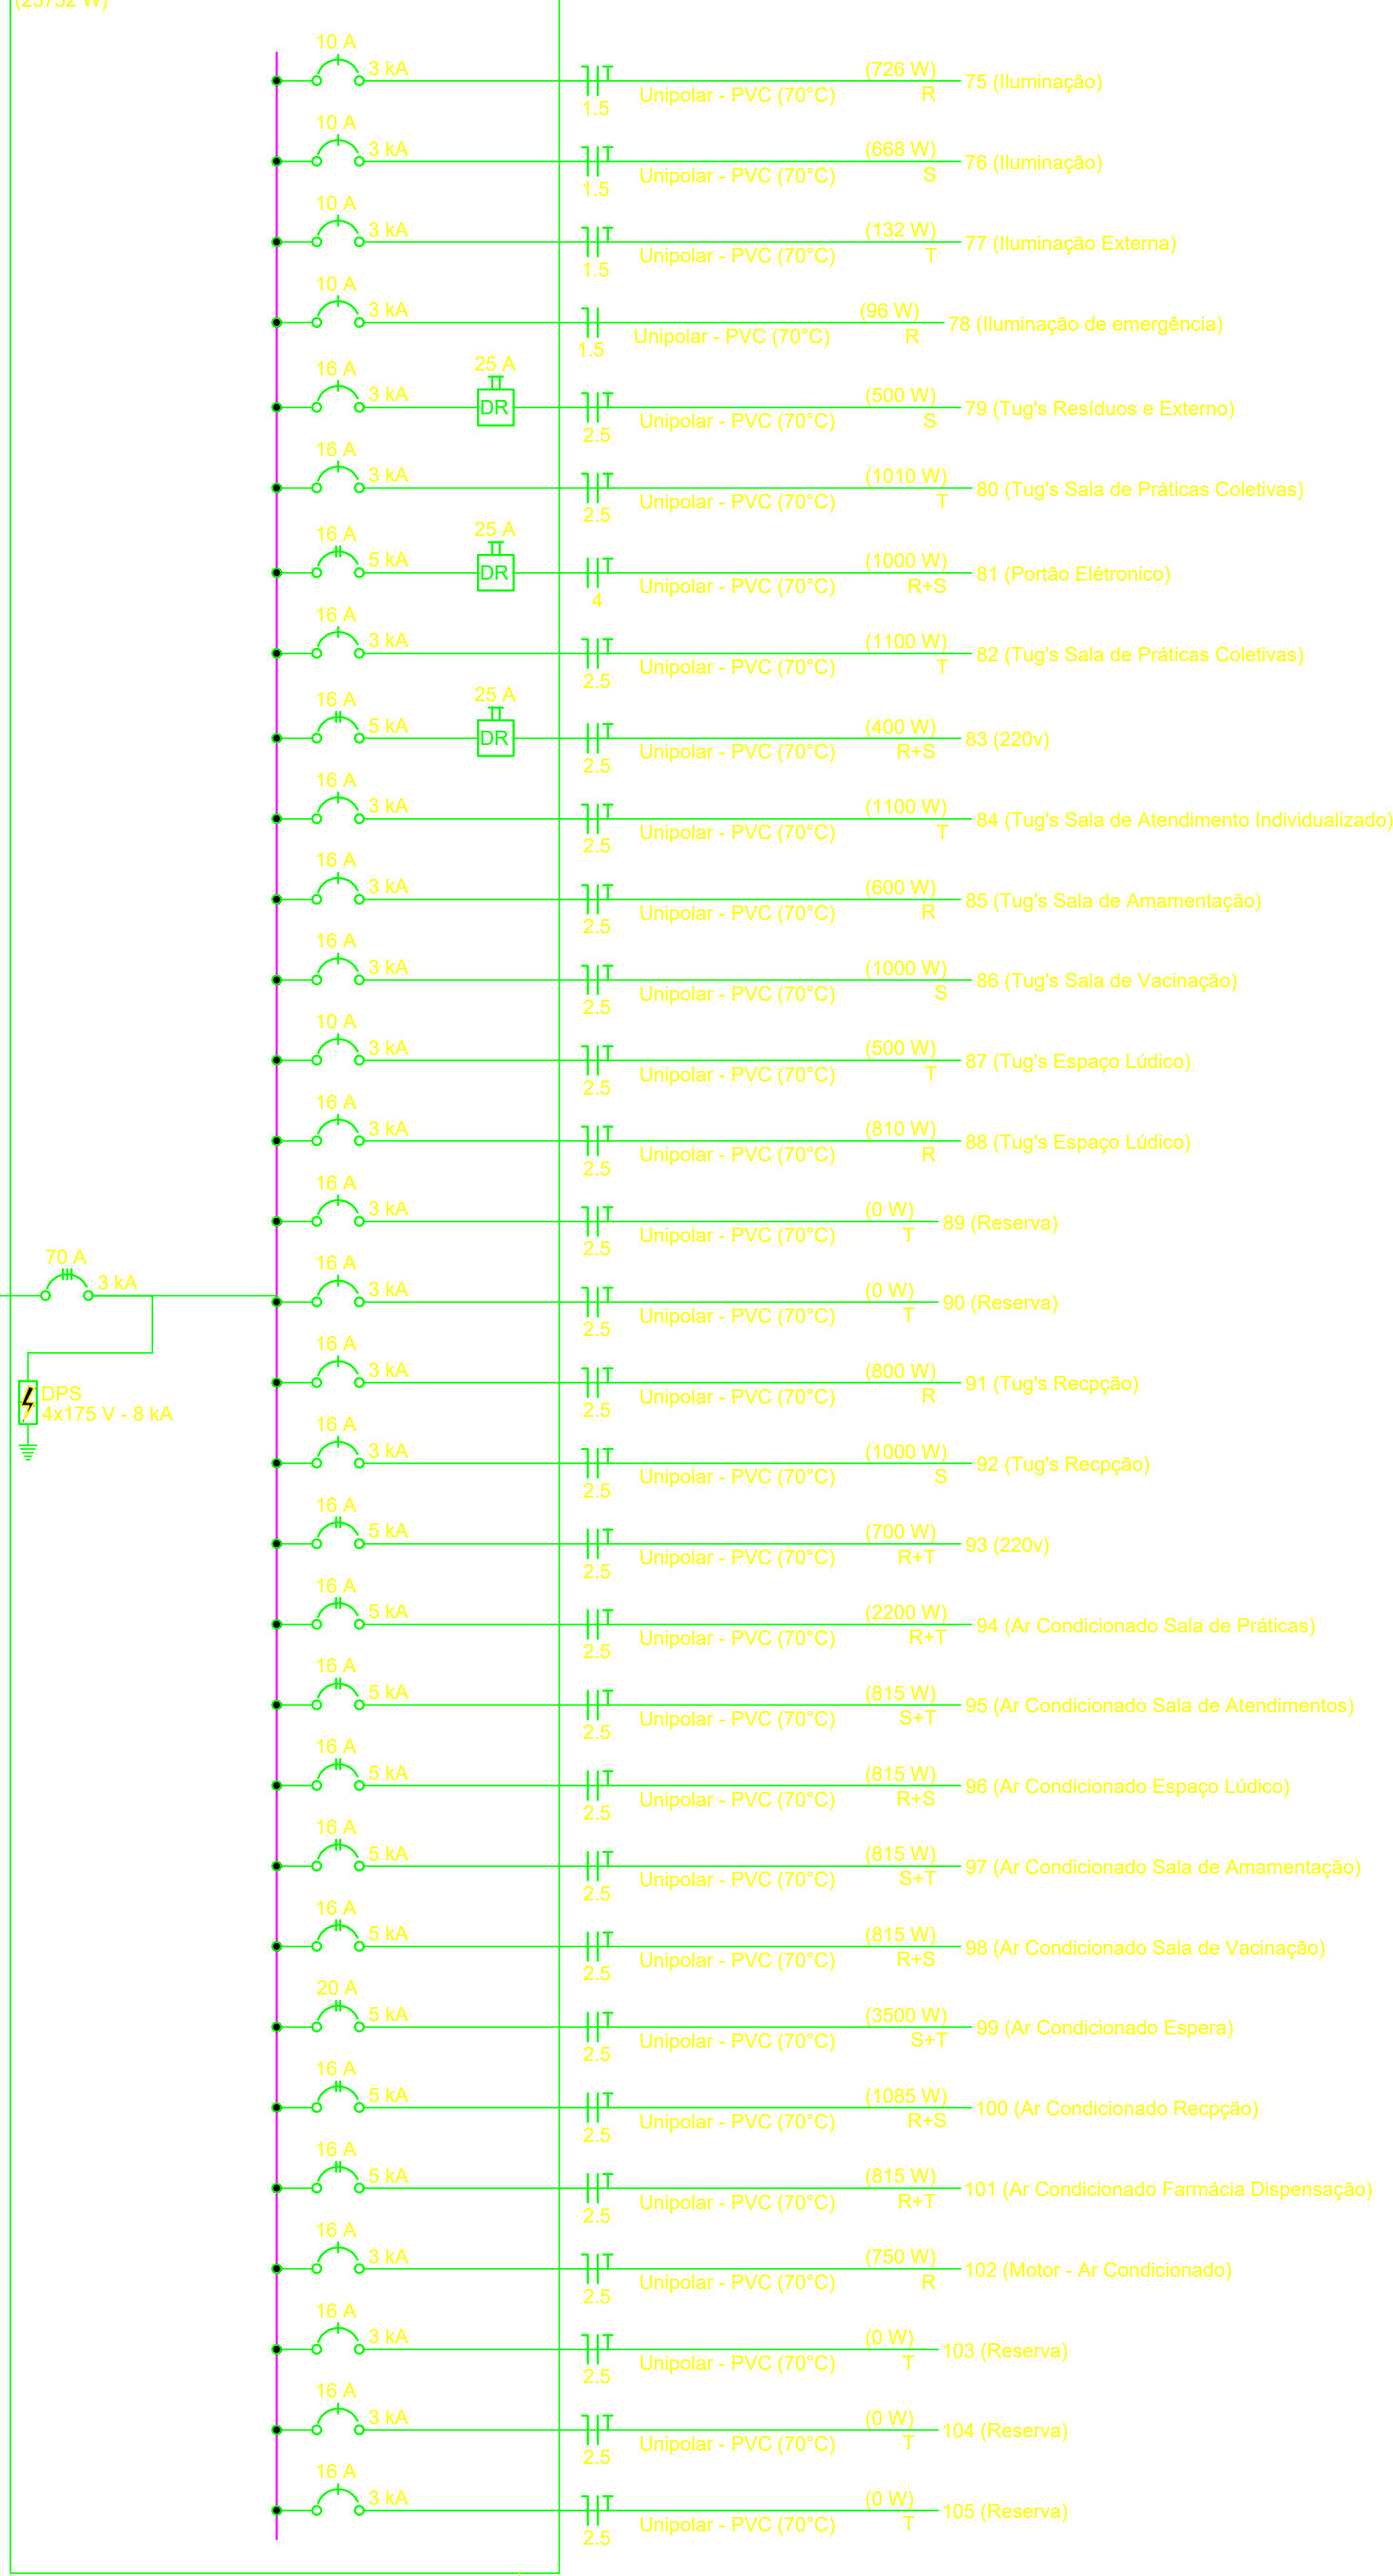 (23752 W)
10 A
3 kA
(726 W)
75 (Iluminação)
1.5
Unipolar - PVC (70°C)
R
10 A
3 kA
(668 W)
76 (Iluminação)
1.5
Unipolar - PVC (70°C)
S
10 A
3 kA
(132 W)
77 (Iluminação Externa)
1.5
Unipolar - PVC (70°C)
T
10 A
3 kA
(96 W)
78 (Iluminação de emergência)
1.5
Unipolar - PVC (70°C)
R
16 A
3 kA
25 A
DR
(500 W)
79 (Tug's Resíduos e Externo)
2.5
Unipolar - PVC (70°C)
S
16 A
3 kA
(1010 W)
80 (Tug's Sala de Práticas Coletivas)
2.5
Unipolar - PVC (70°C)
T
16 A
5 kA
25 A
DR
(1000 W)
81 (Portão Elétronico)
4
Unipolar - PVC (70°C)
R+S
16 A
3 kA
(1100 W)
82 (Tug's Sala de Práticas Coletivas)
2.5
Unipolar - PVC (70°C)
T
16 A
5 kA
25 A
DR
(400 W)
83 (220v)
2.5
Unipolar - PVC (70°C)
R+S
16 A
3 kA
(1100 W)
84 (Tug's Sala de Atendimento Individualizado)
2.5
Unipolar - PVC (70°C)
T
16 A
3 kA
(600 W)
85 (Tug's Sala de Amamentação)
2.5
Unipolar - PVC (70°C)
R
16 A
3 kA
(1000 W)
86 (Tug's Sala de Vacinação)
2.5
Unipolar - PVC (70°C)
S
10 A
3 kA
(500 W)
87 (Tug's Espaço Lúdico)
2.5
Unipolar - PVC (70°C)
T
16 A
3 kA
(810 W)
88 (Tug's Espaço Lúdico)
2.5
Unipolar - PVC (70°C)
R
16 A
3 kA
(0 W)
89 (Reserva)
2.5
Unipolar - PVC (70°C)
T
70 A
3 kA
DPS
4x175 V - 8 kA
16 A
3 kA
(0 W)
90 (Reserva)
2.5
Unipolar - PVC (70°C)
T
16 A
3 kA
(800 W)
91 (Tug's Recpção)
2.5
Unipolar - PVC (70°C)
R
16 A
3 kA
(1000 W)
92 (Tug's Recpção)
2.5
Unipolar - PVC (70°C)
S
16 A
5 kA
(700 W)
93 (220v)
2.5
Unipolar - PVC (70°C)
R+T
16 A
5 kA
(2200 W)
94 (Ar Condicionado Sala de Práticas)
2.5
Unipolar - PVC (70°C)
R+T
16 A
5 kA
(815 W)
95 (Ar Condicionado Sala de Atendimentos)
2.5
Unipolar - PVC (70°C)
S+T
16 A
5 kA
(815 W)
96 (Ar Condicionado Espaço Lúdico)
2.5
Unipolar - PVC (70°C)
R+S
16 A
5 kA
(815 W)
97 (Ar Condicionado Sala de Amamentação)
2.5
Unipolar - PVC (70°C)
S+T
16 A
5 kA
(815 W)
98 (Ar Condicionado Sala de Vacinação)
2.5
Unipolar - PVC (70°C)
R+S
20 A
5 kA
(3500 W)
99 (Ar Condicionado Espera)
2.5
Unipolar - PVC (70°C)
S+T
16 A
5 kA
(1085 W)
100 (Ar Condicionado Recpção)
2.5
Unipolar - PVC (70°C)
R+S
16 A
5 kA
(815 W)
101 (Ar Condicionado Farmácia Dispensação)
2.5
Unipolar - PVC (70°C)
R+T
16 A
3 kA
(750 W)
102 (Motor - Ar Condicionado)
2.5
Unipolar - PVC (70°C)
R
16 A
3 kA
(0 W)
103 (Reserva)
2.5
Unipolar - PVC (70°C)
T
16 A
3 kA
(0 W)
104 (Reserva)
2.5
Unipolar - PVC (70°C)
T
16 A
3 kA
(0 W)
105 (Reserva)
2.5
Unipolar - PVC (70°C)
T